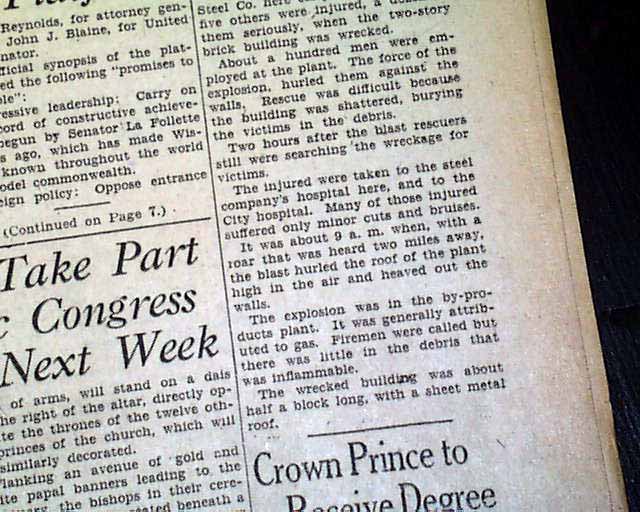 Reynolds, for attorney gen-
John J. Blaine, for United
nator.
ficial synopsis of the plat-
ed the following "promises to
ble":
ressive leadership: Carry on
cord of constructive achieve-
begun by Senator La Follette
s ago, which has made Wis-
known throughout the world
odel commonwealth.
eign policy: Oppose entrance
(Continued on Page 7.)
Take Part
c Congress
Next Week
of arms, will stand on a dais
he right of the altar, directly op-
te the thrones of the twelve oth-
princes of the church, which will
similarly decorated.
lanking an avenue of gold and
ite papal banners leading to the
the bishops in their cere-
beneath a
Steel Co. here
five others were injured, a
them seriously, when the two-story
brick building was wrecked.
About a hundred men were em-
ployed at the plant. The force of the
explosion, hurled them against the
walls. Rescue was difficult because
the building was shattered, burying
the victims in the debris.
Two hours after the blast rescuers
still were searching the wreckage for
victims.
The injured were taken to the steel
company's hospital here, and to the
City hospital. Many of those injured
suffered only minor cuts and bruises.
It was about 9 a. m. when, with a
roar that was heard two miles away,
the blast hurled the roof of the plant
high in the air and heaved out the
walls.
The explosion was in the by-pro-
ducts plant. It was generally attrib-
uted to gas. Firemen were called but
there was little in the debris that
was inflammable.
The wrecked building was about
half a block long, with a sheet metal
roof.
Crown Prince to
Receive Degree